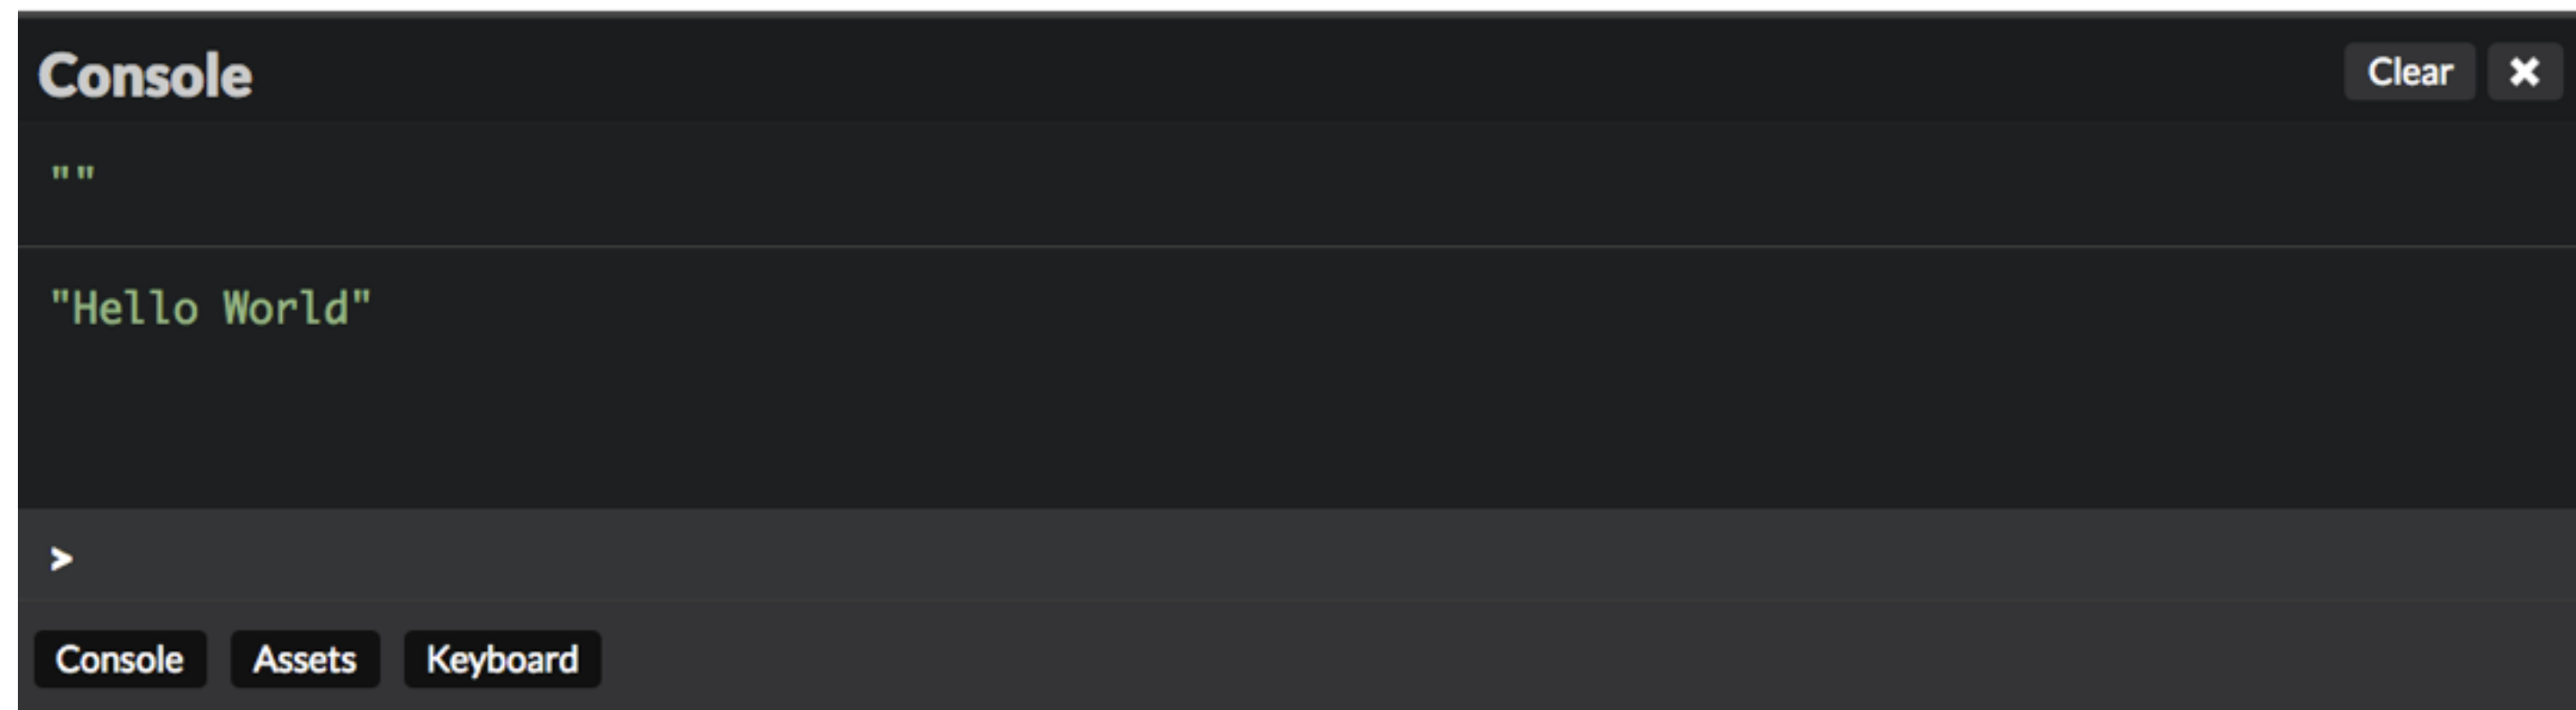 Console Clear ✖
""
"Hello World"
>
Console Assets Keyboard